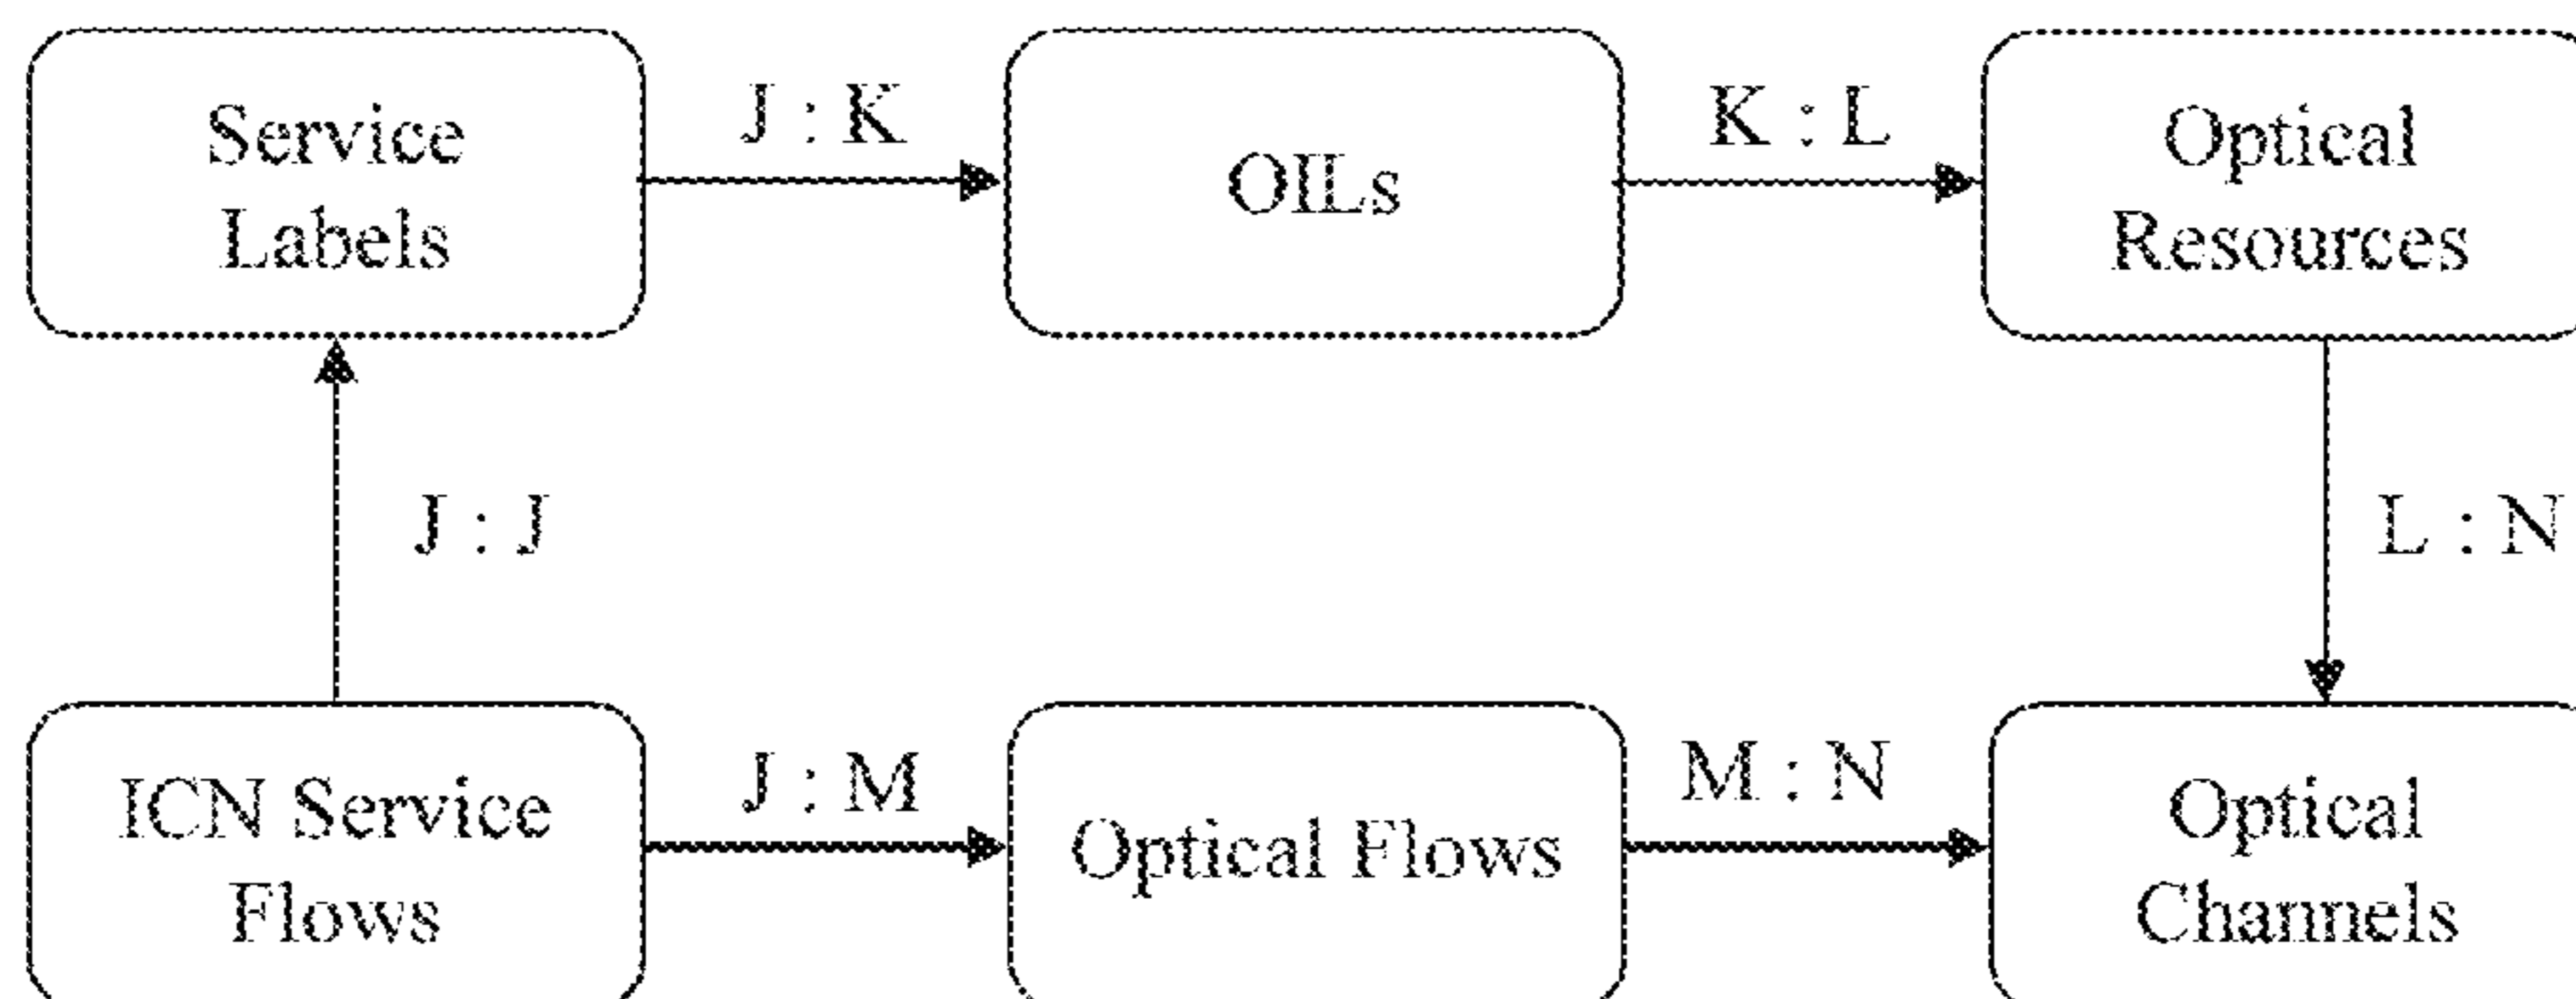 Service
Labels
J : K
OILs
K : L
Optical
Resources
J : J
L : N
ICN Service
Flows
J : M
Optical Flows
M : N
Optical
Channels